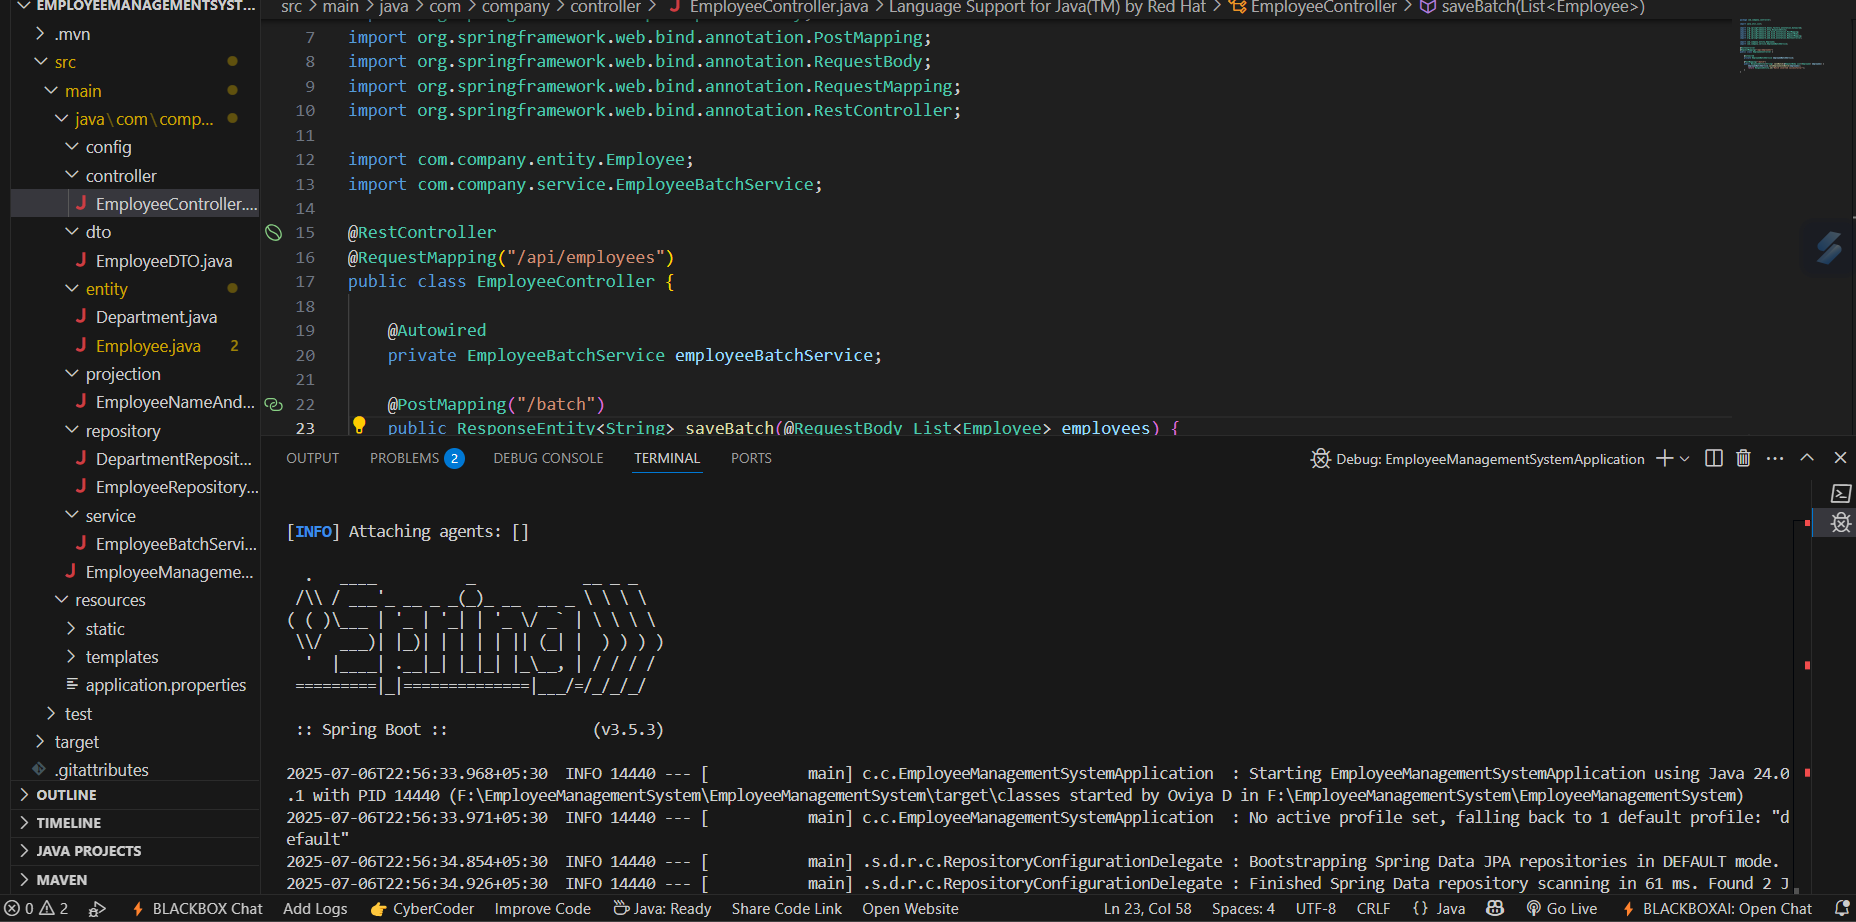 EMPLOYEEMANAGEMENTSYST...
.mvn
src
main
java\com\comp...
config
controller
EmployeeController....
dto
EmployeeDTO.java
entity
Department.java
Employee.java 2
projection
EmployeeNameAnd...
repository
DepartmentReposit...
EmployeeRepository...
service
EmployeeBatchServi...
EmployeeManageme...
resources
static
templates
application.properties
test
target
.gitattributes
OUTLINE
TIMELINE
JAVA PROJECTS
MAVEN
src > main > java > com > company > controller > J EmployeeController.java > Language Support for Java(TM) by Red Hat > EmployeeController > saveBatch(List<Employee>)
7 import org.springframework.web.bind.annotation.PostMapping;
8 import org.springframework.web.bind.annotation.RequestBody;
9 import org.springframework.web.bind.annotation.RequestMapping;
10 import org.springframework.web.bind.annotation.RestController;
11
12 import com.company.entity.Employee;
13 import com.company.service.EmployeeBatchService;
14
15 @RestController
16 @RequestMapping("/api/employees")
17 public class EmployeeController {
18
19 @Autowired
20 private EmployeeBatchService employeeBatchService;
21
22 @PostMapping("/batch")
23 public ResponseEntity<String> saveBatch(@RequestBody List<Employee> employees) {
OUTPUT PROBLEMS 2 DEBUG CONSOLE TERMINAL PORTS Debug: EmployeeManagementSystemApplication
[INFO] Attaching agents: []
Spring
:: Spring Boot :: (v3.5.3)
2025-07-06T22:56:33.968+05:30 INFO 14440 --- [ main] c.c.EmployeeManagementSystemApplication : Starting EmployeeManagementSystemApplication using Java 24.0
.1 with PID 14440 (F:\EmployeeManagementSystem\EmployeeManagementSystem\target\classes started by Oviya D in F:\EmployeeManagementSystem\EmployeeManagementSystem)
2025-07-06T22:56:33.971+05:30 INFO 14440 --- [ main] c.c.EmployeeManagementSystemApplication : No active profile set, falling back to 1 default profile: "d
efault"
2025-07-06T22:56:34.854+05:30 INFO 14440 --- [ main] .s.d.r.c.RepositoryConfigurationDelegate : Bootstrapping Spring Data JPA repositories in DEFAULT mode.
2025-07-06T22:56:34.926+05:30 INFO 14440 --- [ main] .s.d.r.c.RepositoryConfigurationDelegate : Finished Spring Data repository scanning in 61 ms. Found 2 J
0 2 BLACKBOX Chat Add Logs CyberCoder Improve Code Java: Ready Share Code Link Open Website Ln 23, Col 58 Spaces: 4 UTF-8 CRLF {} Java Go Live BLACKBOXAI: Open Chat